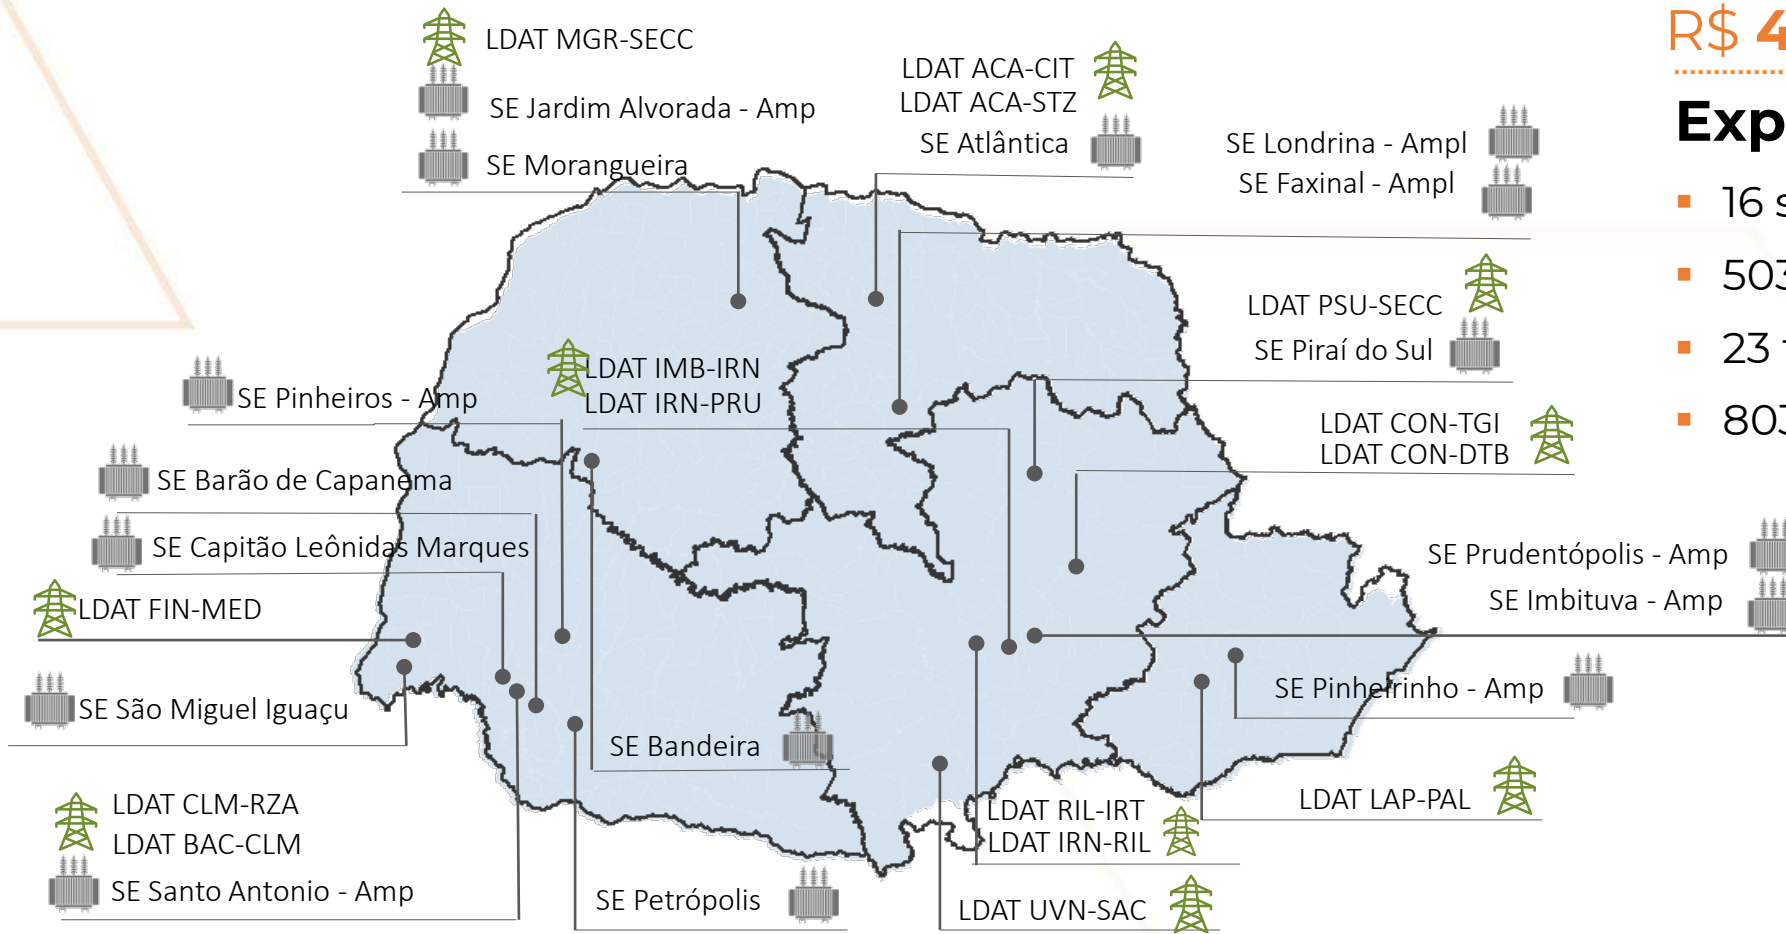 LDAT MGR-SECC
SE Jardim Alvorada - Amp
SE Morangueira
LDAT ACA-CIT
LDAT ACA-STZ
SE Atlântica
SE Londrina - Ampl
SE Faxinal - Ampl
LDAT PSU-SECC
SE Piraí do Sul
LDAT IMB-IRN
LDAT IRN-PRU
SE Pinheiros - Amp
LDAT CON-TGI
LDAT CON-DTB
SE Barão de Capanema
SE Capitão Leônidas Marques
SE Prudentópolis - Amp
SE Imbituva - Amp
LDAT FIN-MED
SE São Miguel Iguaçu
SE Pinheirinho - Amp
SE Bandeira
LDAT CLM-RZA
LDAT BAC-CLM
SE Santo Antonio - Amp
LDAT RIL-IRT
LDAT IRN-RIL
LDAT LAP-PAL
SE Petrópolis
LDAT UVN-SAC
R$ 4
Exp
16 s
503
23
803